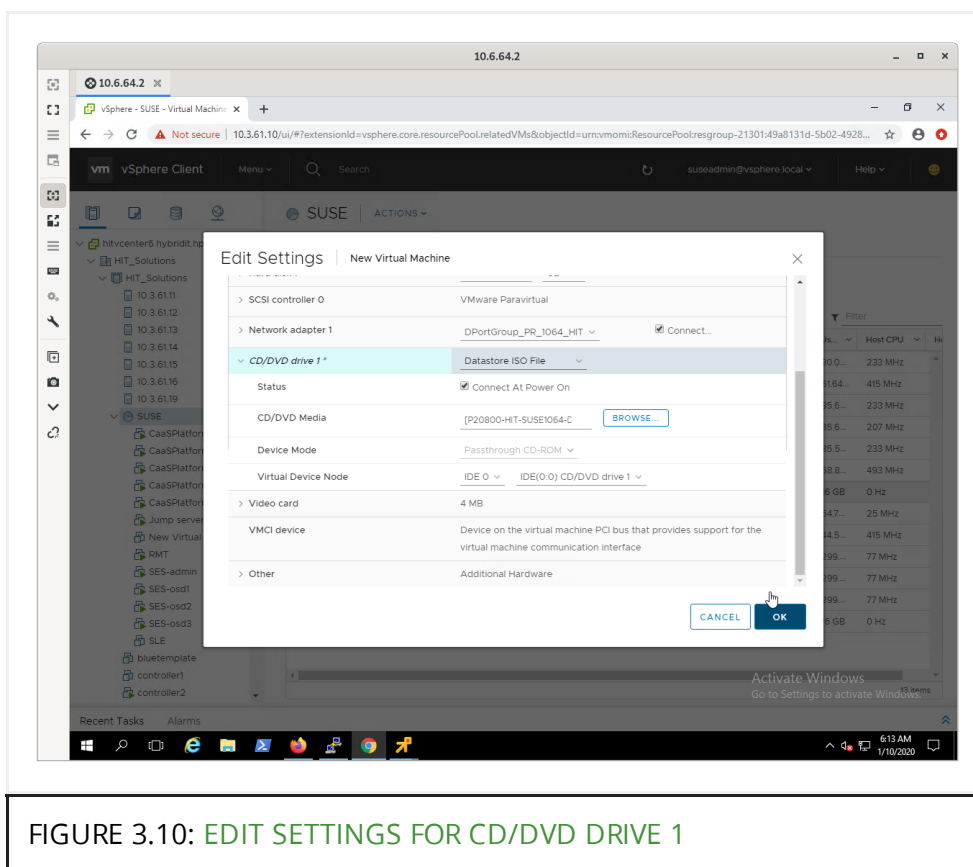 10.6.64.2
10.6.64.2
vSphere - SUSE - Virtual Machine
Not secure | 10.3.61.10/ui/#?extensionId=vsphere.core.resourcePool.relatedVMs&objectId=urn:vmomi:ResourcePool:resgroup-21301:49a8131d-5b02-4928...
vm vSphere Client Menu Search suseadmin@vsphere.local Help
SUSE ACTIONS
hitvcenter6.hybridit.hp
HIT_Solutions
HIT_Solutions
10.3.61.11
10.3.61.12
10.3.61.13
10.3.61.14
10.3.61.15
10.3.61.16
10.3.61.19
SUSE
CaaSPlatfor
CaaSPlatfor
CaaSPlatfor
CaaSPlatfor
CaaSPlatfor
Jump server
New Virtual
RMT
SES-admin
SES-osd1
SES-osd2
SES-osd3
SLE
bluetemplate
controller1
controller2
Edit Settings | New Virtual Machine
SCSI controller 0 VMware Paravirtual
Network adapter 1 DPortGroup_PR_1064_HIT Connect...
CD/DVD drive 1 * Datastore ISO File
Status Connect At Power On
CD/DVD Media [P20800-HIT-SUSE1064-D BROWSE...
Device Mode Passthrough CD-ROM
Virtual Device Node IDE 0 IDE(0:0) CD/DVD drive 1
Video card 4 MB
VMCI device Device on the virtual machine PCI bus that provides support for the
virtual machine communication interface
Other Additional Hardware
CANCEL OK
Filter
Host CPU
233 MHz
415 MHz
233 MHz
207 MHz
233 MHz
493 MHz
6 GB 0 Hz
25 MHz
415 MHz
77 MHz
77 MHz
77 MHz
6 GB 0 Hz
13 items
Activate Windows
Go to Settings to activate Windows.
Recent Tasks Alarms
6:13 AM
1/10/2020
FIGURE 3.10: EDIT SETTINGS FOR CD/DVD DRIVE 1